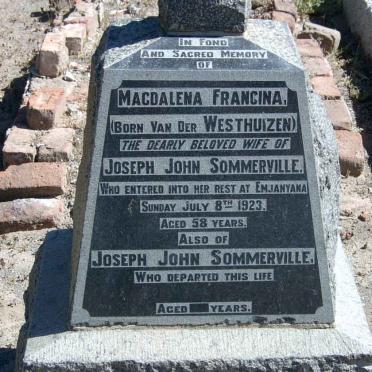 In Fond
And Sacred Memory
of
Magdalena Francina,
(Born Van Der Westhuizen)
The dearly beloved wife of
Joseph John Sommerville.
Who entered into her rest at Emjanyana
Sunday July 8th 1923.
Aged 58 years.
Also of
Joseph John Sommerville.
Who departed this life
Aged years.